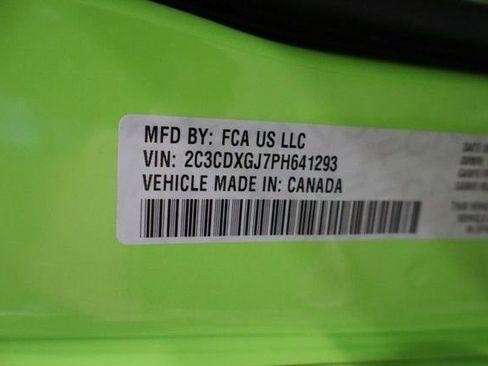 MFD BY: FCA US LLC
VIN: 2C3CDXGJ7PH641293
VEHICLE MADE IN: CANADA